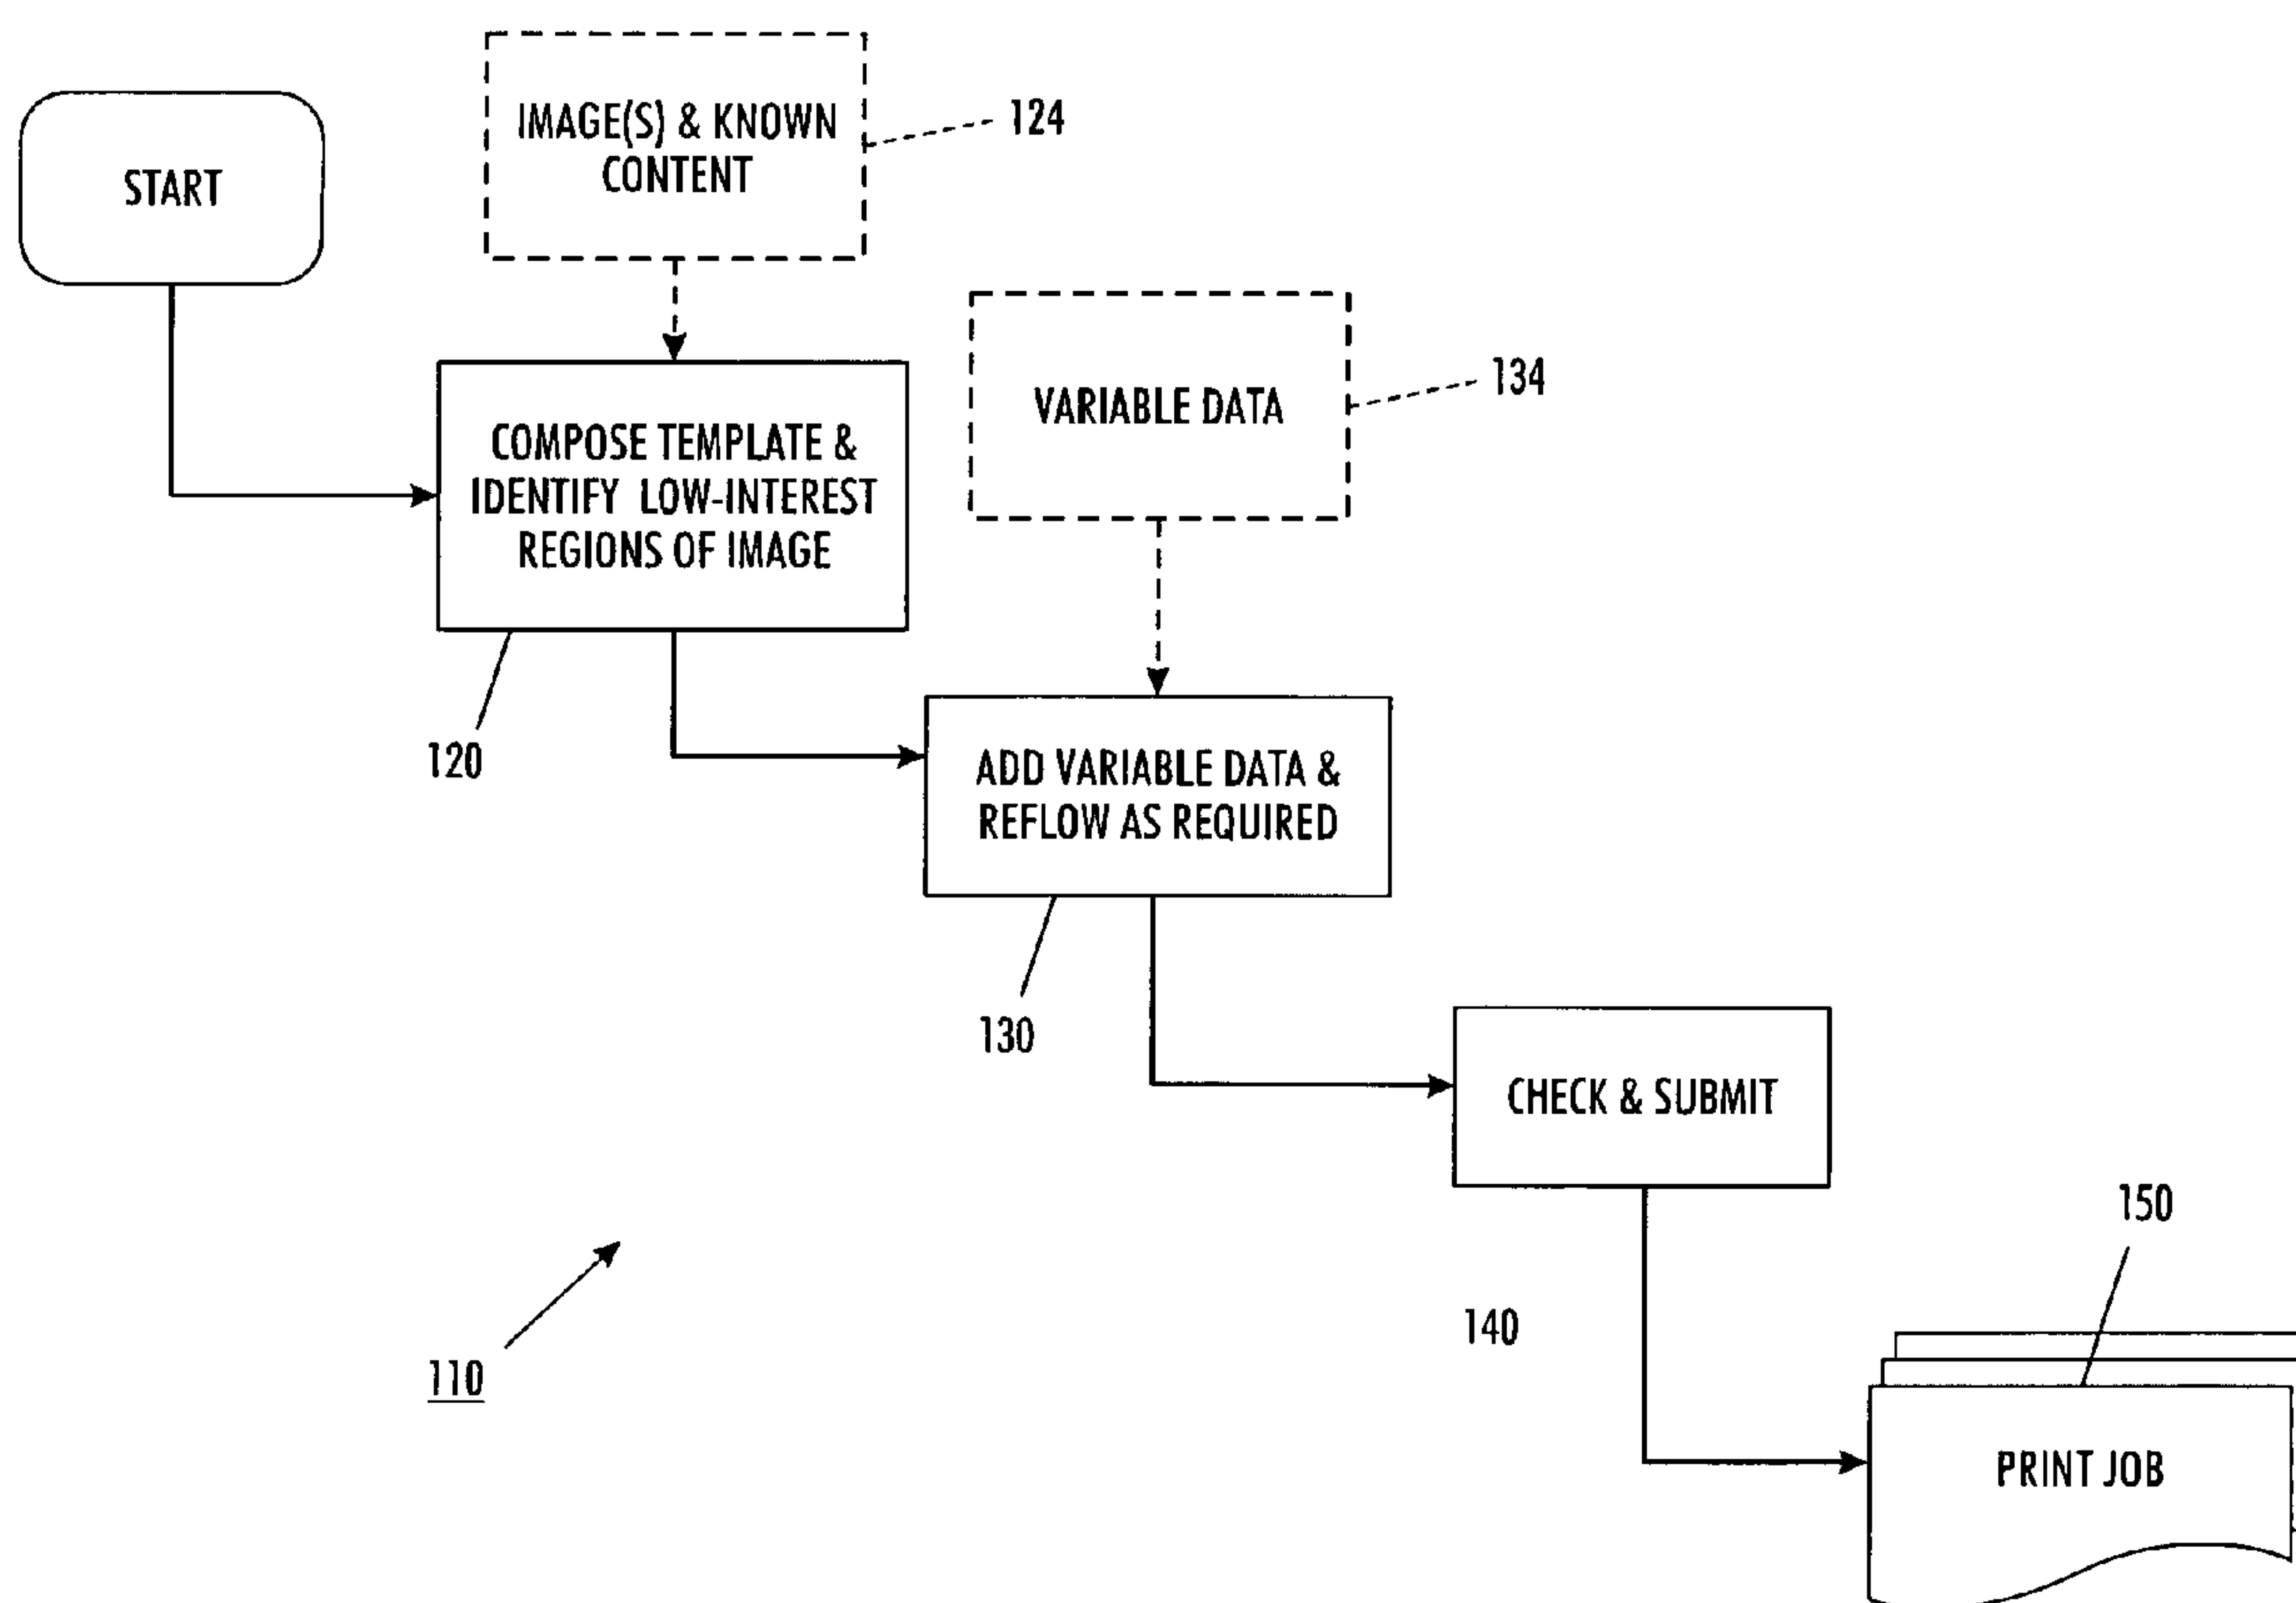 START
IMAGE(S) & KNOWN
CONTENT
124
COMPOSE TEMPLATE &
IDENTIFY LOW-INTEREST
REGIONS OF IMAGE
120
VARIABLE DATA
134
ADD VARIABLE DATA &
REFLOW AS REQUIRED
130
CHECK & SUBMIT
140
150
PRINT JOB
110